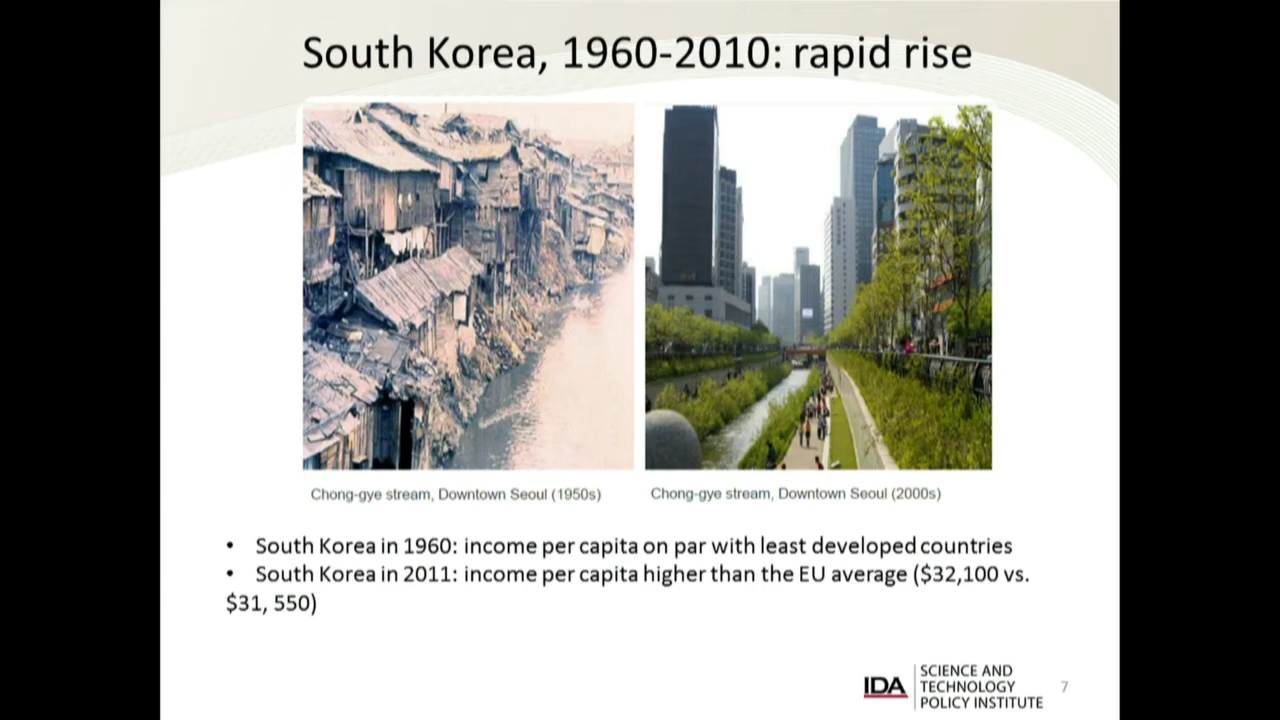 South Korea, 1960-2010: rapid rise
Chong-gye stream, Downtown Seoul (1950s)
Chong-gye stream, Downtown Seoul (2000s)
• South Korea in 1960: income per capita on par with least developed countries
• South Korea in 2011: income per capita higher than the EU average ($32,100 vs.
$31, 550)
IDA
SCIENCE AND
TECHNOLOGY
POLICY INSTITUTE
7